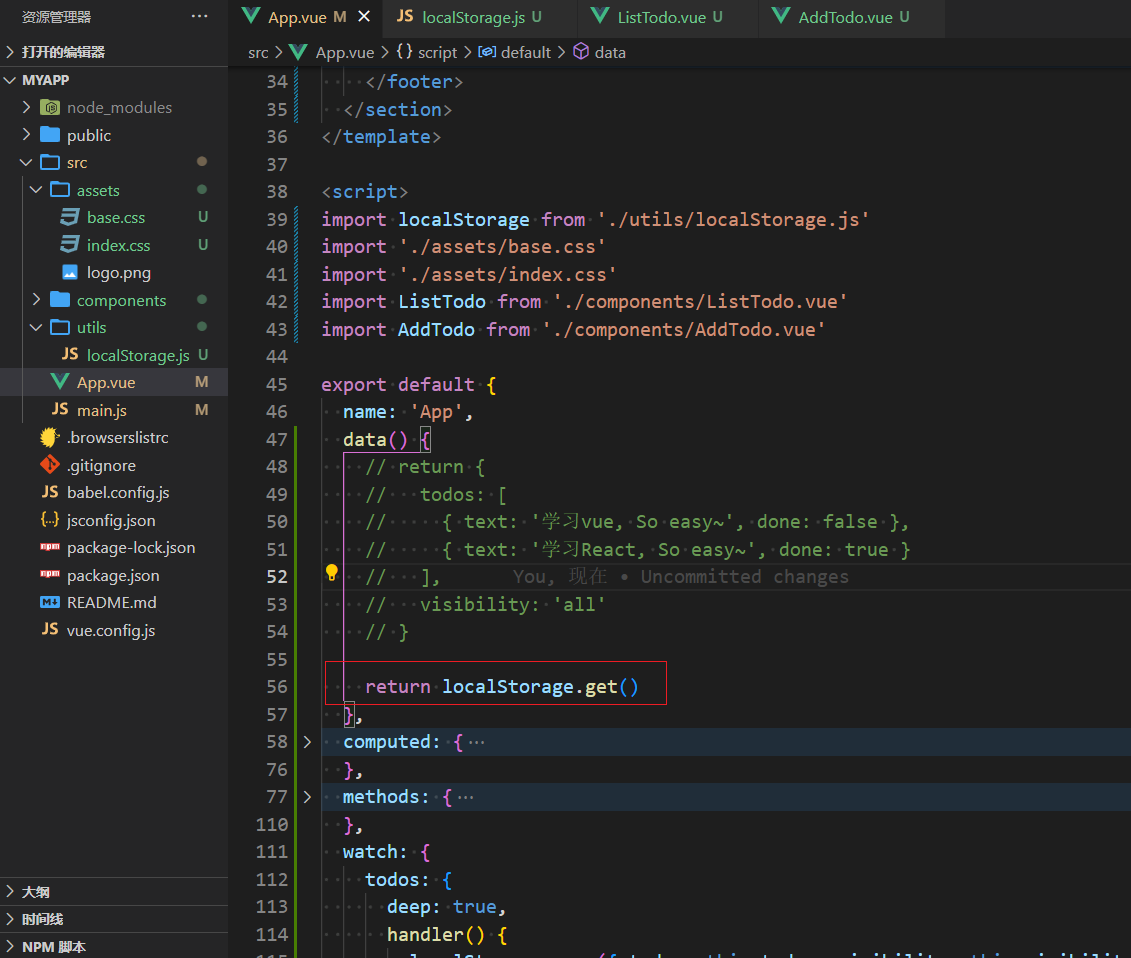 资源管理器 ···
打开的编辑器
MYAPP
node_modules
public
src
assets
base.css U
index.css U
logo.png
components
utils
JS localStorage.js U
App.vue M
JS main.js M
.browserslistrc
.gitignore
JS babel.config.js
{..} jsconfig.json
npm package-lock.json
npm package.json
README.md
JS vue.config.js
大纲
时间线
NPM 脚本
App.vue M JS localStorage.js U ListTodo.vue U AddTodo.vue U
src > App.vue > {} script > default > data
34 </footer>
35 </section>
36 </template>
37
38 <script>
39 import localStorage from './utils/localStorage.js'
40 import './assets/base.css'
41 import './assets/index.css'
42 import ListTodo from './components/ListTodo.vue'
43 import AddTodo from './components/AddTodo.vue'
44
45 export default {
46 name: 'App',
47 data() {
48 // return {
49 // todos: [
50 // { text: '学习vue, So easy~', done: false },
51 // { text: '学习React, So easy~', done: true }
52 // ], You, 现在 • Uncommitted changes
53 // visibility: 'all'
54 // }
55
56 return localStorage.get()
57 },
58 computed: { ···
76 },
77 methods: { ···
110 },
111 watch: {
112 todos: {
113 deep: true,
114 handler() {